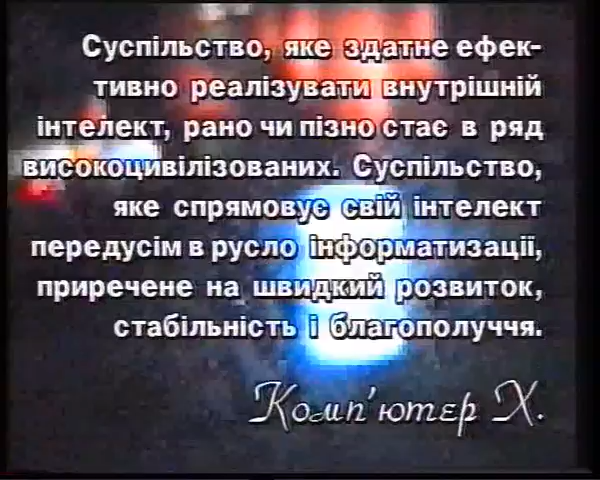 Суспільство, яке здатне ефек-
тивно реалізувати внутрішній
інтелект, рано чи пізно стає в ряд
високоцивілізованих. Суспільство,
яке спрямовує свій інтелект
передусім в русло інформатизації,
приречене на швидкий розвиток,
стабільність і благополуччя.
Комп'ютер Х.